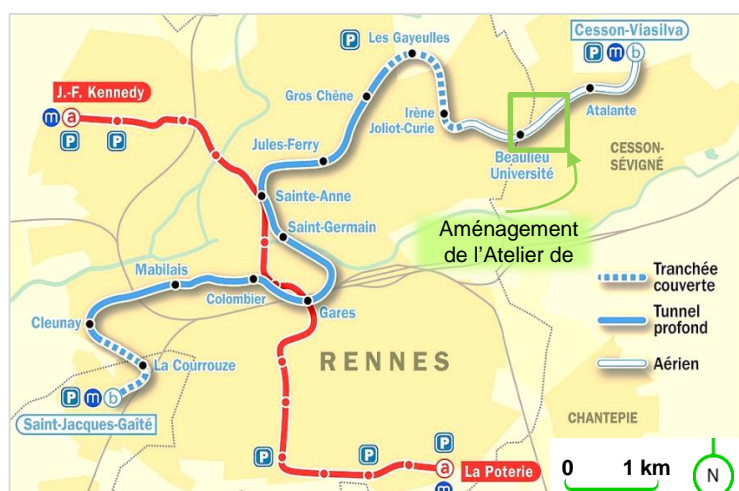 Les Gayeulles
Cesson-Viasilva
P
P m b
J.-F. Kennedy
Gros Chêne
m a
Irène
Joliot-Curie
Atalante
P P
Jules-Ferry
Beaulieu
Université
CESSON-
SÉVIGNÉ
Sainte-Anne
Saint-Germain
Aménagement
de l'Atelier de
Mabilais
Tranchée
couverte
Colombier
Gares
Cleunay
Tunnel
profond
La Courrouze
RENNES
Aérien
P m b
Saint-Jacques-Gaîté
CHANTEPIE
P P P
a
La Poterie
m
0 1 km
N